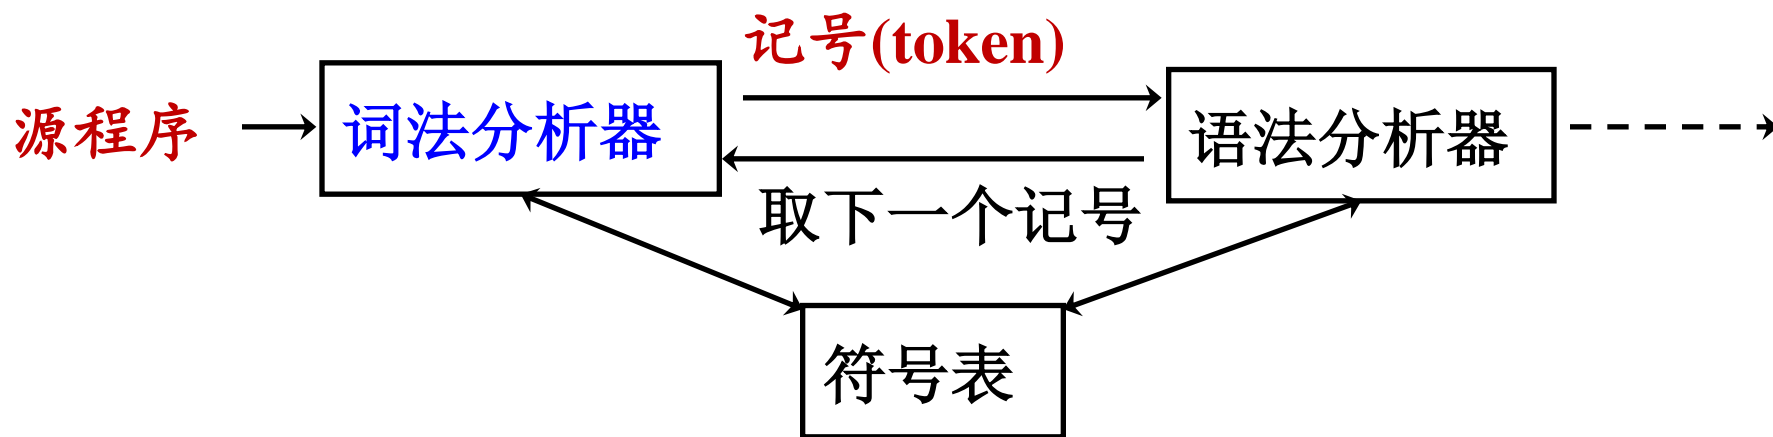 记号(token)
源程序
词法分析器
语法分析器
取下一个记号
符号表